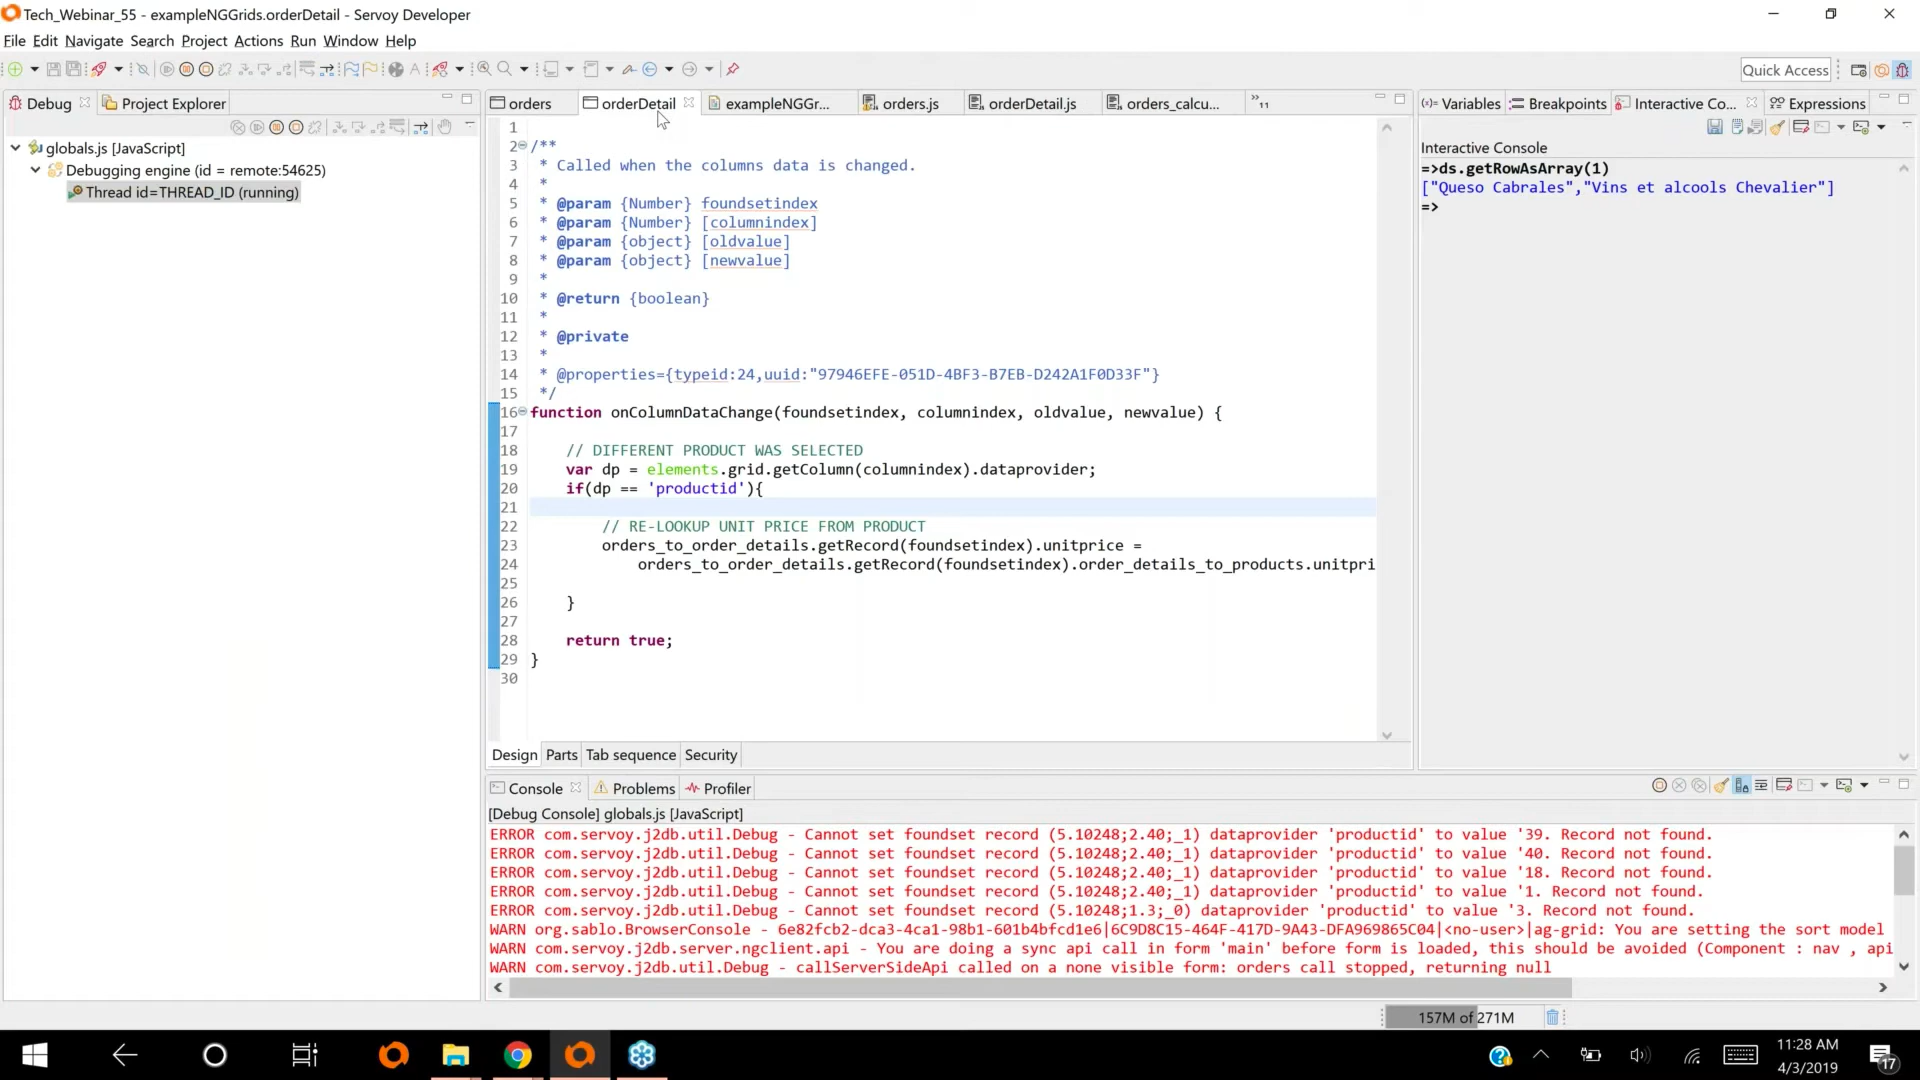 Tech_Webinar_55 - exampleNGGrids.orderDetail - Servoy Developer
File Edit Navigate Search Project Actions Run Window Help
Quick Access
Debug
Project Explorer
orders
orderDetail
exampleNGGr...
orders.js
orderDetail.js
orders_calcu...
»11
(x)= Variables
Breakpoints
Interactive Co...
Expressions
globals.js [JavaScript]
Debugging engine (id = remote:54625)
Thread id=THREAD_ID (running)
1
2 /**
3 * Called when the columns data is changed.
4 *
5 * @param {Number} foundsetindex
6 * @param {Number} [columnindex]
7 * @param {object} [oldvalue]
8 * @param {object} [newvalue]
9 *
10 * @return {boolean}
11 *
12 * @private
13 *
14 * @properties={typeid:24,uuid:"97946EFE-051D-4BF3-B7EB-D242A1F0D33F"}
15 */
16 function onColumnDataChange(foundsetindex, columnindex, oldvalue, newvalue) {
17
18 // DIFFERENT PRODUCT WAS SELECTED
19 var dp = elements.grid.getColumn(columnindex).dataprovider;
20 if(dp == 'productid'){
21
22 // RE-LOOKUP UNIT PRICE FROM PRODUCT
23 orders_to_order_details.getRecord(foundsetindex).unitprice =
24 orders_to_order_details.getRecord(foundsetindex).order_details_to_products.unitpri
25
26 }
27
28 return true;
29 }
30
Interactive Console
=>ds.getRowAsArray(1)
["Queso Cabrales","Vins et alcools Chevalier"]
=>
Design Parts Tab sequence Security
Console
Problems
Profiler
[Debug Console] globals.js [JavaScript]
ERROR com.servoy.j2db.util.Debug - Cannot set foundset record (5.10248;2.40;_1) dataprovider 'productid' to value '39. Record not found.
ERROR com.servoy.j2db.util.Debug - Cannot set foundset record (5.10248;2.40;_1) dataprovider 'productid' to value '40. Record not found.
ERROR com.servoy.j2db.util.Debug - Cannot set foundset record (5.10248;2.40;_1) dataprovider 'productid' to value '18. Record not found.
ERROR com.servoy.j2db.util.Debug - Cannot set foundset record (5.10248;2.40;_1) dataprovider 'productid' to value '1. Record not found.
ERROR com.servoy.j2db.util.Debug - Cannot set foundset record (5.10248;1.3;_0) dataprovider 'productid' to value '3. Record not found.
WARN org.sablo.BrowserConsole - 6e82fcb2-dca3-4ca1-98b1-601b4bfcd1e6|6C9D8C15-464F-417D-9A43-DFA969865C04|<no-user>|ag-grid: You are setting the sort model
WARN com.servoy.j2db.server.ngclient.api - You are doing a sync api call in form 'main' before form is loaded, this should be avoided (Component : nav , api
WARN com.servoy.j2db.util.Debug - callServerSideApi called on a none visible form: orders call stopped, returning null
157M of 271M
11:28 AM
4/3/2019
17